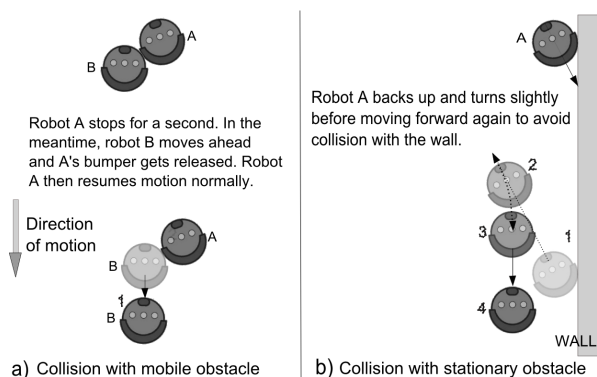 A
B
Robot A stops for a second. In the
meantime, robot B moves ahead
and A's bumper gets released. Robot
A then resumes motion normally.
Direction
of motion
A
B
1
B
a) Collision with mobile obstacle
A
Robot A backs up and turns slightly
before moving forward again to avoid
collision with the wall.
2
3
1
4
WALL
b) Collision with stationary obstacle